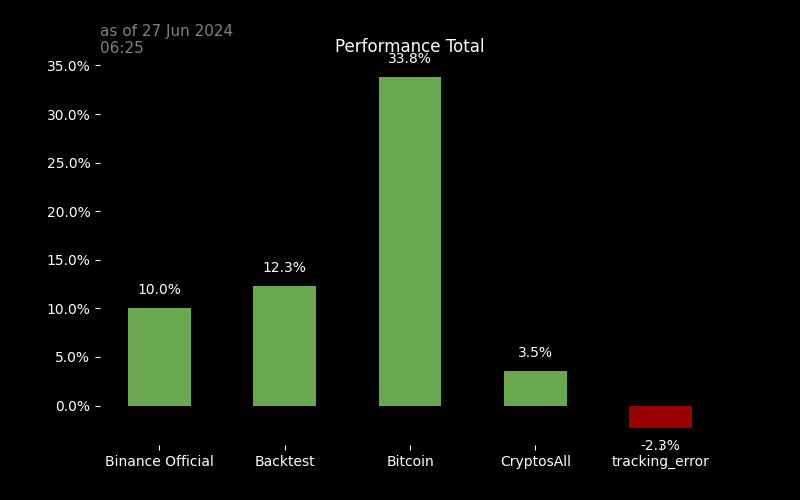 as of 27 Jun 2024
06:25
Performance Total
35.0%
30.0%
25.0%
20.0%
15.0%
10.0%
5.0%
0.0%
10.0%
12.3%
33.8%
3.5%
-2.3%
Binance Official
Backtest
Bitcoin
CryptosAll
tracking_error